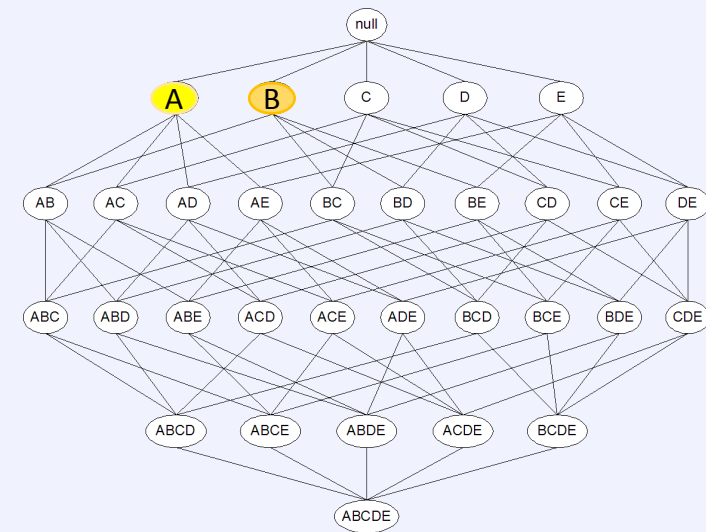 null
A B C D E
AB AC AD AE BC BD BE CD CE DE
ABC ABD ABE ACD ACE ADE BCD BCE BDE CDE
ABCD ABCE ABDE ACDE BCDE
ABCDE